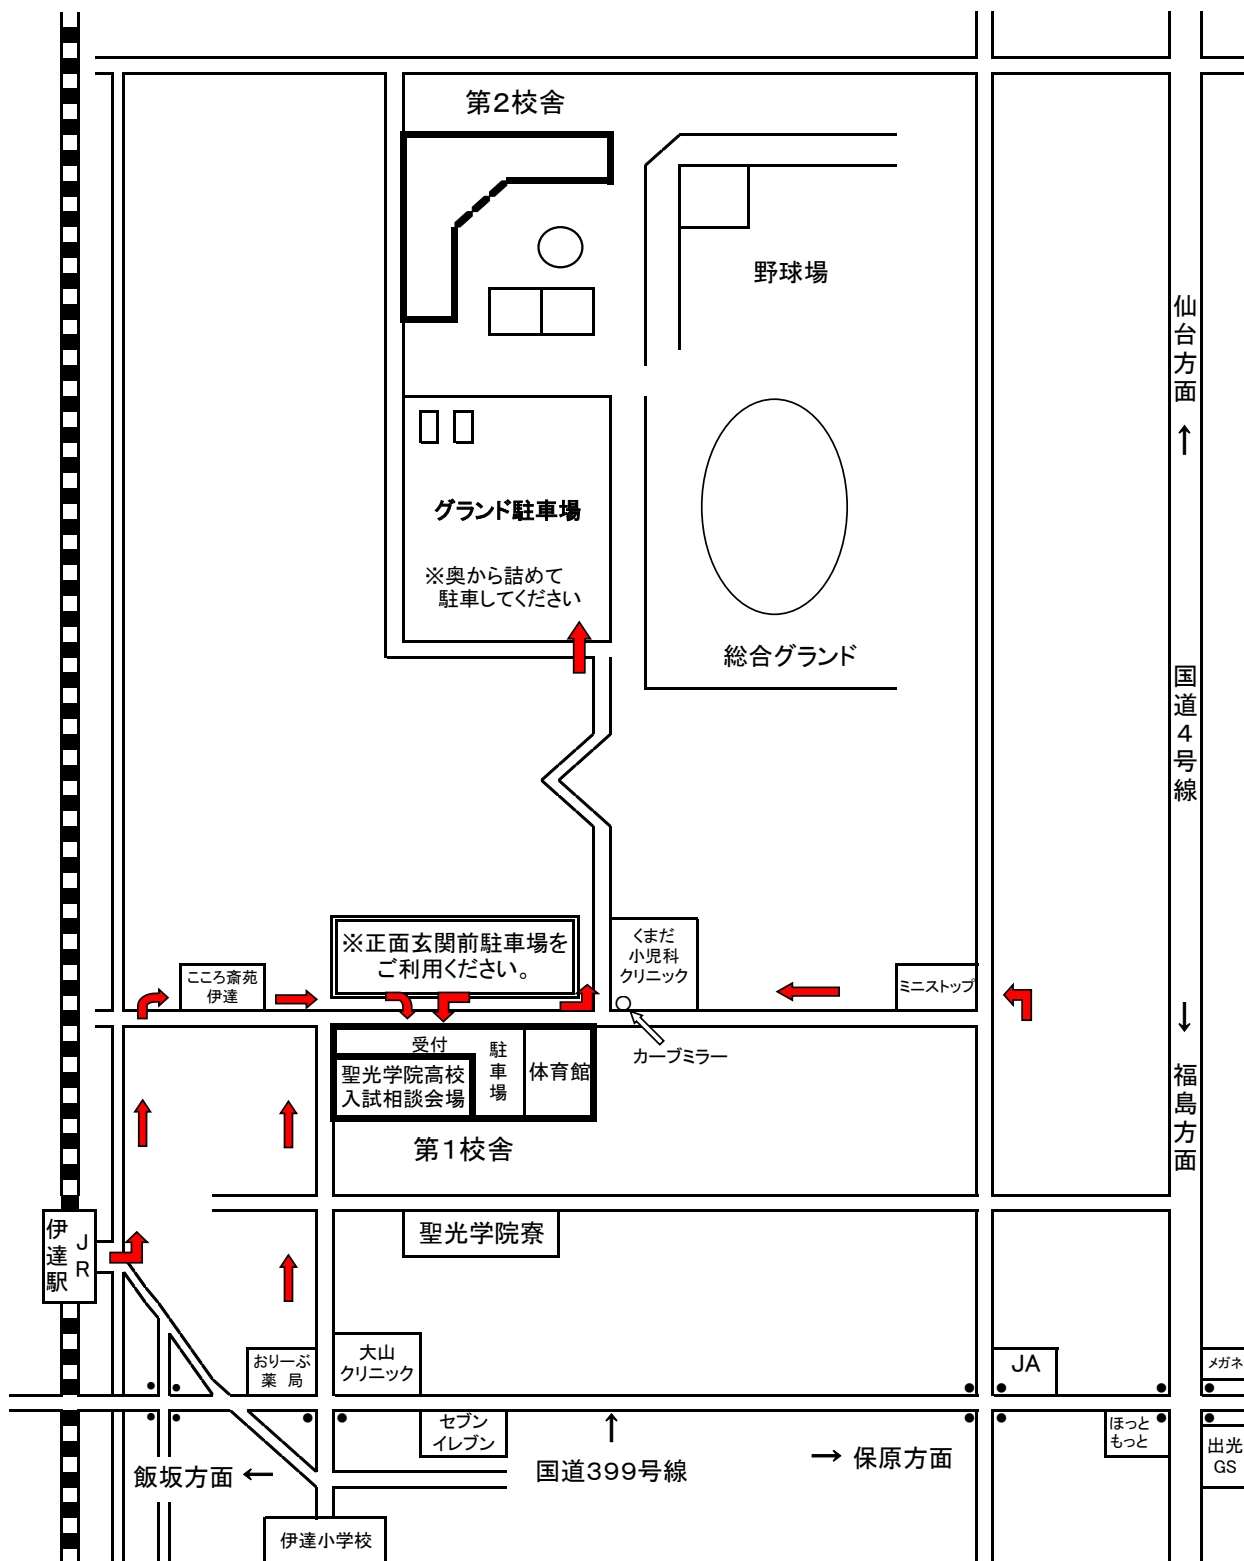 第2校舎
野球場
仙台方面
↑
グランド駐車場
※奥から詰めて
駐車してください
総合グランド
国道4号線
※正面玄関前駐車場を
ご利用ください。
くまだ
小児科
クリニック
こころ斎苑
伊達
ミニストップ
↓
福島方面
カーブミラー
受付
駐車場
体育館
聖光学院高校
入試相談会場
第1校舎
JR
伊達駅
聖光学院寮
おりーぶ
薬 局
大山
クリニック
JA
メガネ
セブン
イレブン
↑
国道399号線
→ 保原方面
ほっと
もっと
出光
GS
飯坂方面 ←
伊達小学校